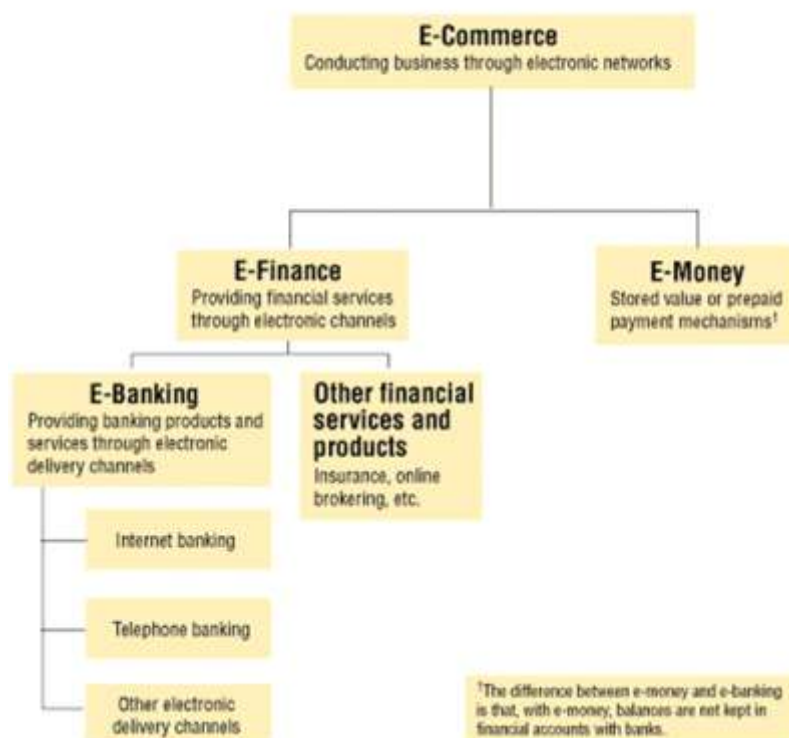 E-Commerce
Conducting business through electronic networks
E-Finance
Providing financial services
through electronic channels
E-Money
Stored value or prepaid
payment mechanisms†
E-Banking
Providing banking products and
services through electronic
delivery channels
Other financial
services and
products
Insurance, online
brokering, etc.
Internet banking
Telephone banking
Other electronic
delivery channels
†The difference between e-money and e-banking
is that, with e-money, balances are not kept in
financial accounts with banks.